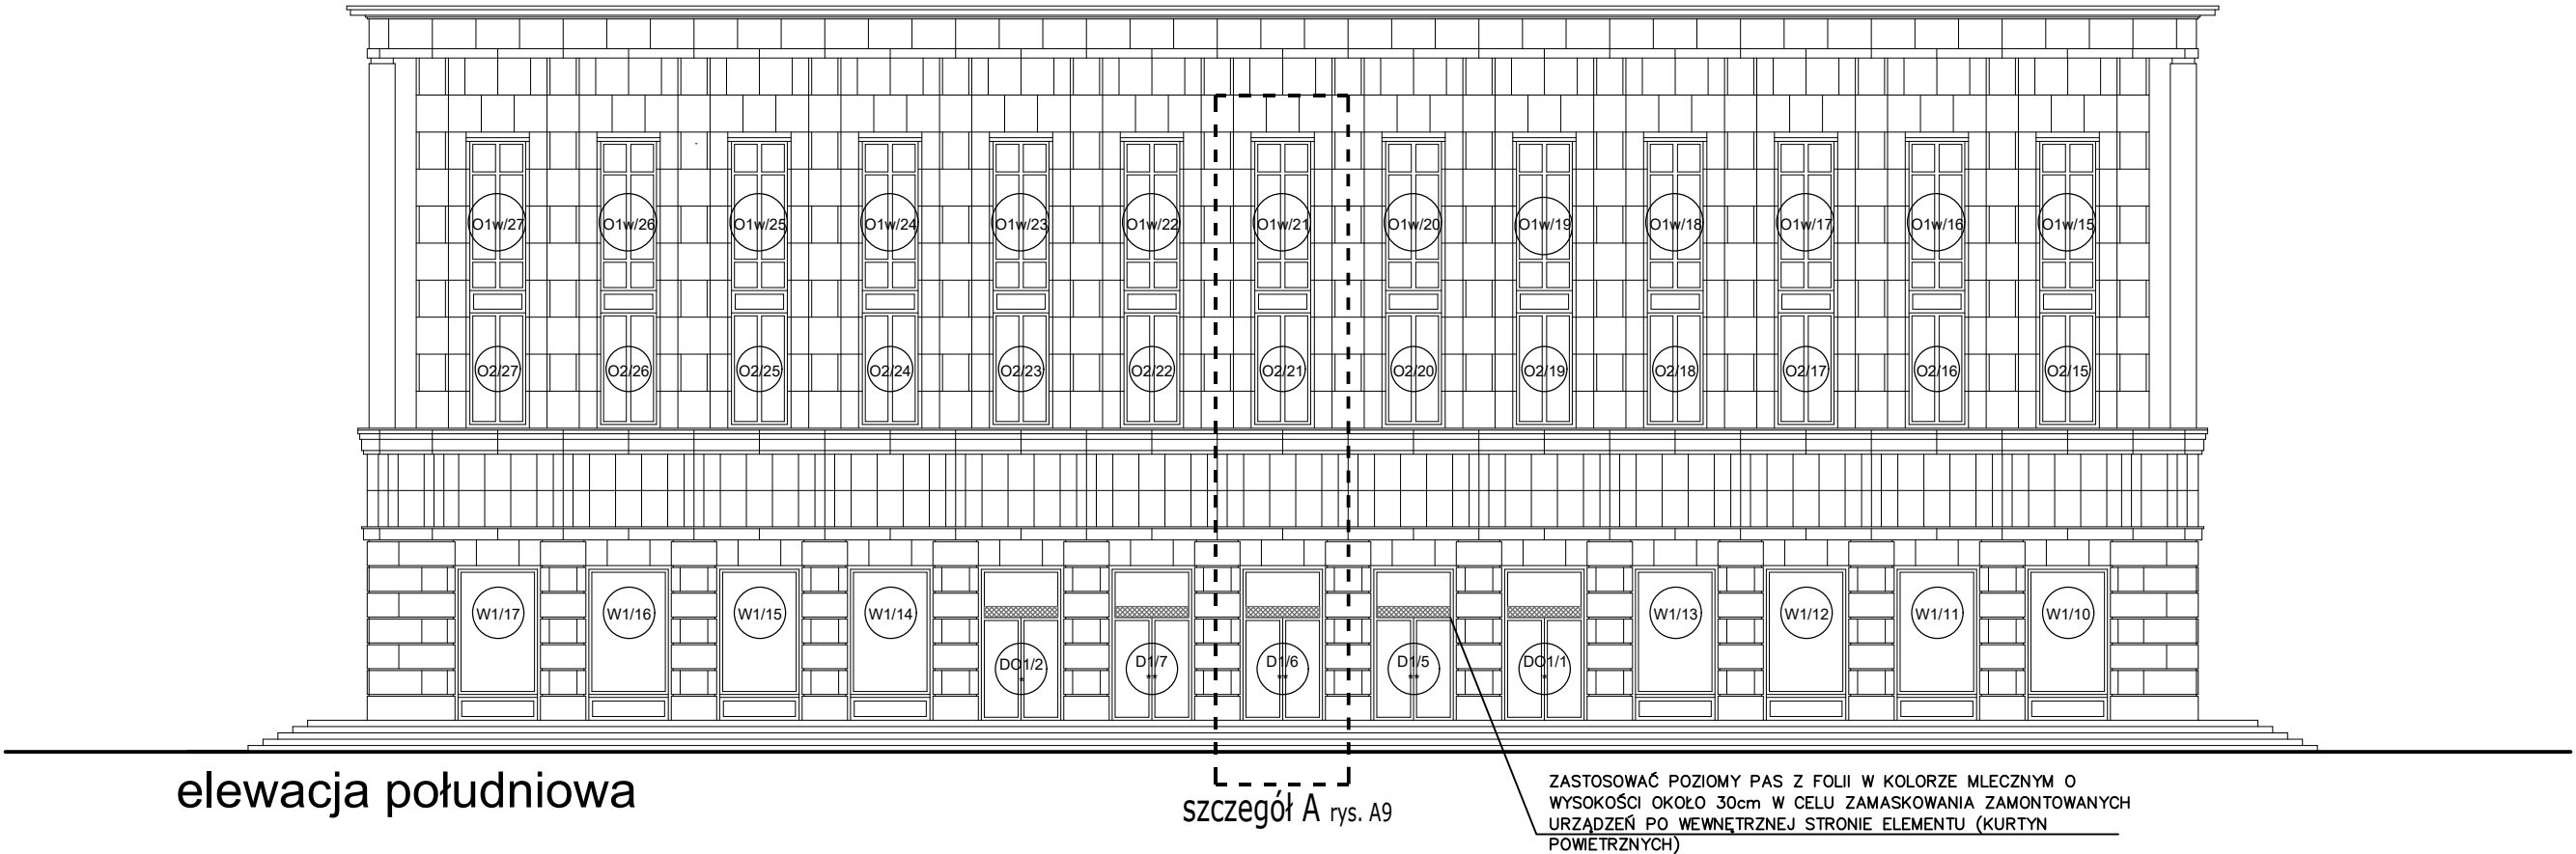 O1w/27 O1w/26 O1w/25 O1w/24 O1w/23 O1w/22 O1w/21 O1w/20 O1w/19 O1w/18 O1w/17 O1w/16 O1w/15
O2/27 O2/26 O2/25 O2/24 O2/23 O2/22 O2/21 O2/20 O2/19 O2/18 O2/17 O2/16 O2/15
W1/17 W1/16 W1/15 W1/14 W1/13 W1/12 W1/11 W1/10
DO1/2 D1/7 D1/6 D1/5 DO1/1
* ** ** ** *
elewacja południowa
szczegół A rys. A9
ZASTOSOWAĆ POZIOMY PAS Z FOLII W KOLORZE MLECZNYM O
WYSOKOŚCI OKOŁO 30cm W CELU ZAMASKOWANIA ZAMONTOWANYCH
URZĄDZEŃ PO WEWNĘTRZNEJ STRONIE ELEMENTU (KURTYN
POWIETRZNYCH)